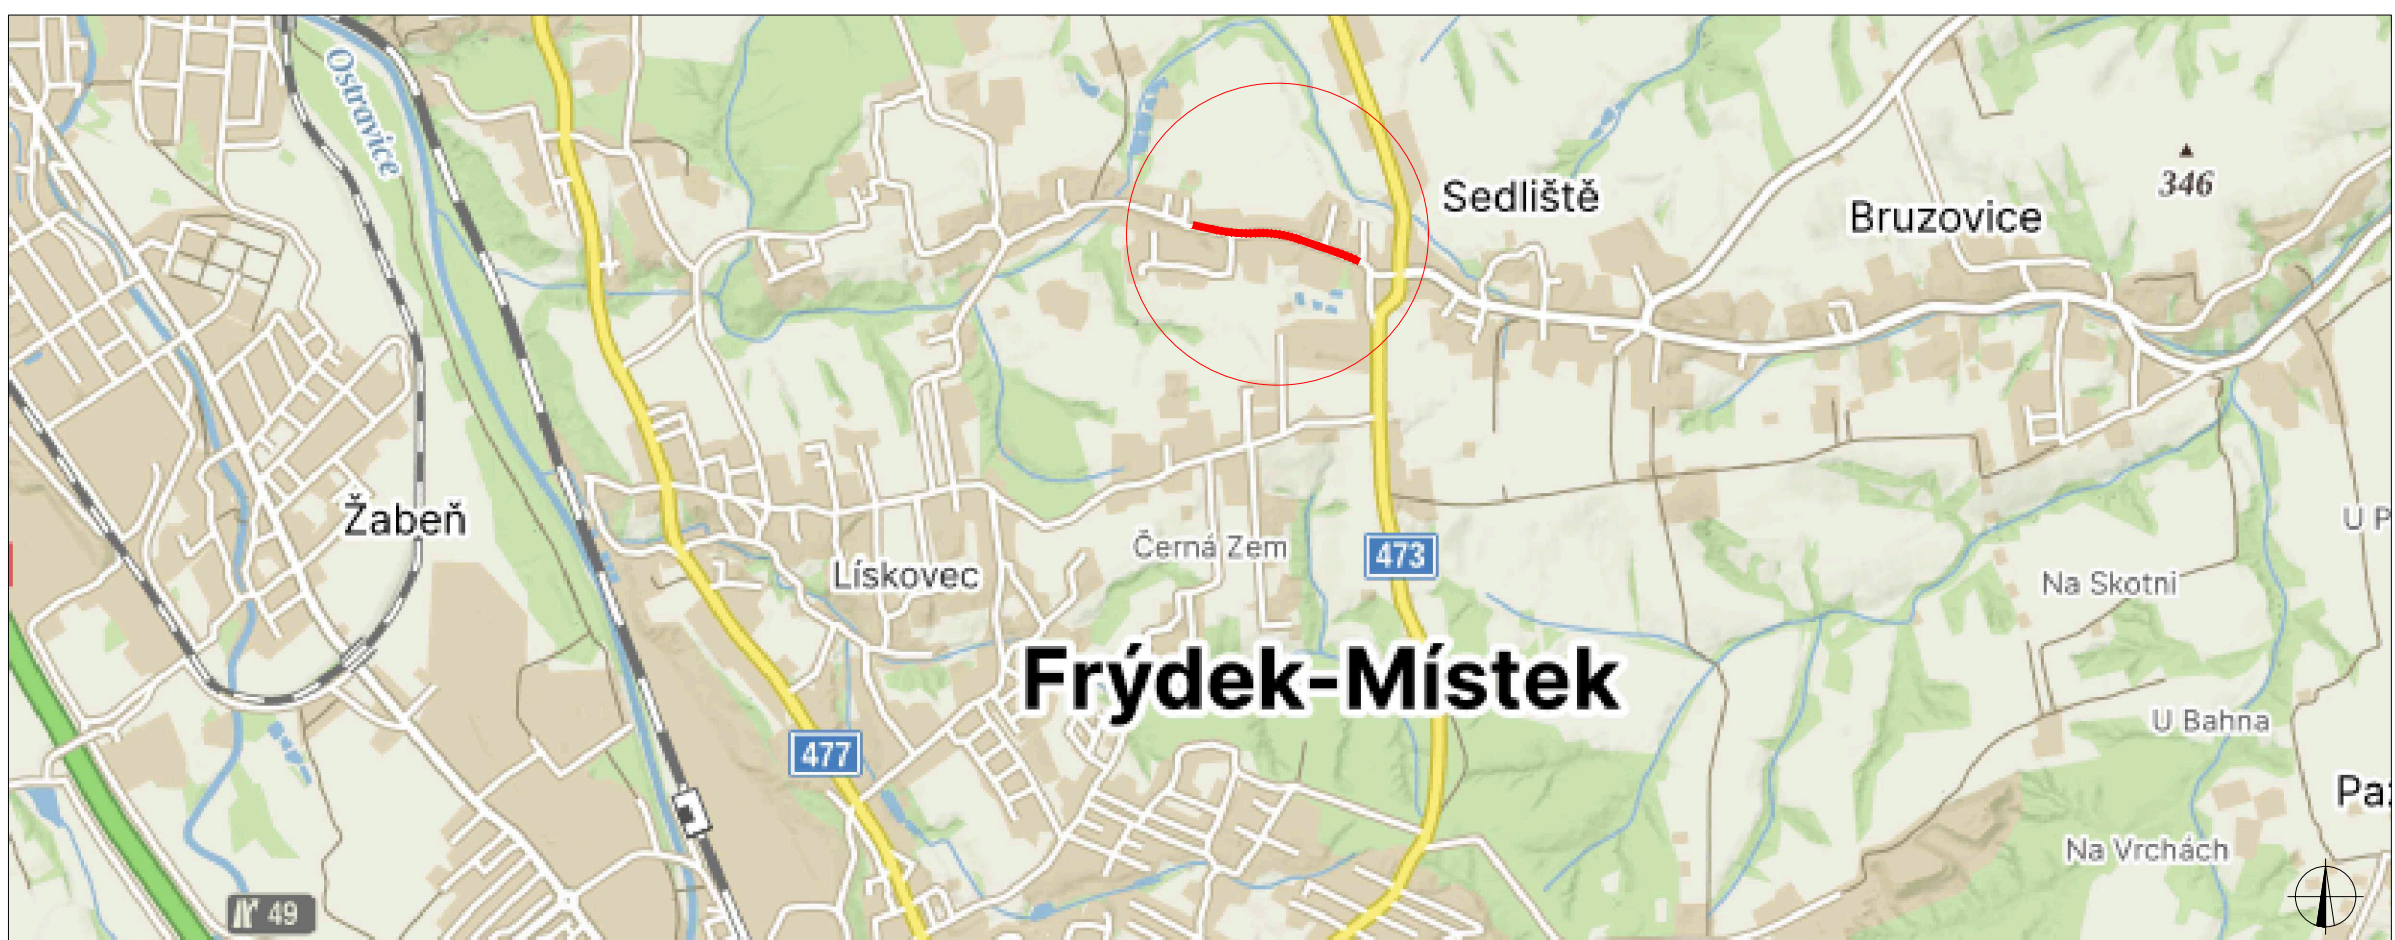 Ostravice
Sedliště
346
Bruzovice
Žabeň
U P
Černá Zem
473
Lískovec
Na Skotni
Frýdek-Místek
U Bahna
477
Pa
Na Vrchách
49